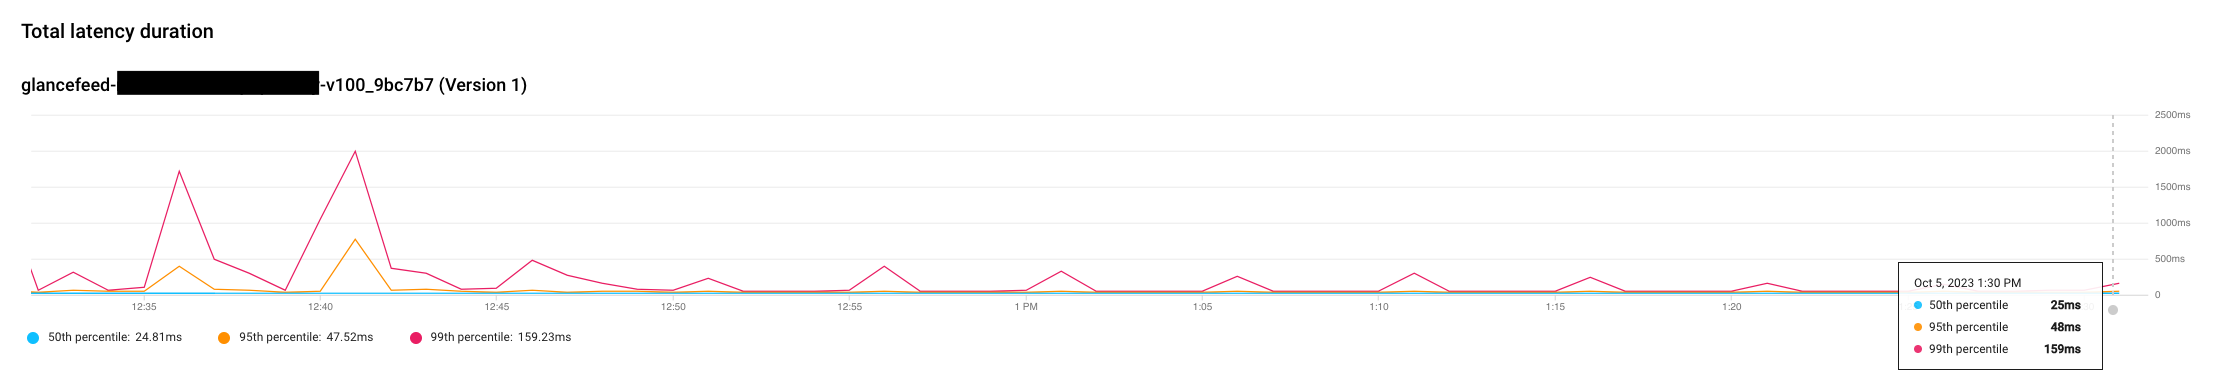 Total latency duration
glancefeed- -v100_9bc7b7 (Version 1)
2500ms
2000ms
1500ms
1000ms
500ms
0
12:35 12:40 12:45 12:50 12:55 1 PM 1:05 1:10 1:15 1:20
Oct 5, 2023 1:30 PM
50th percentile 25ms
95th percentile 48ms
99th percentile 159ms
50th percentile: 24.81ms 95th percentile: 47.52ms 99th percentile: 159.23ms